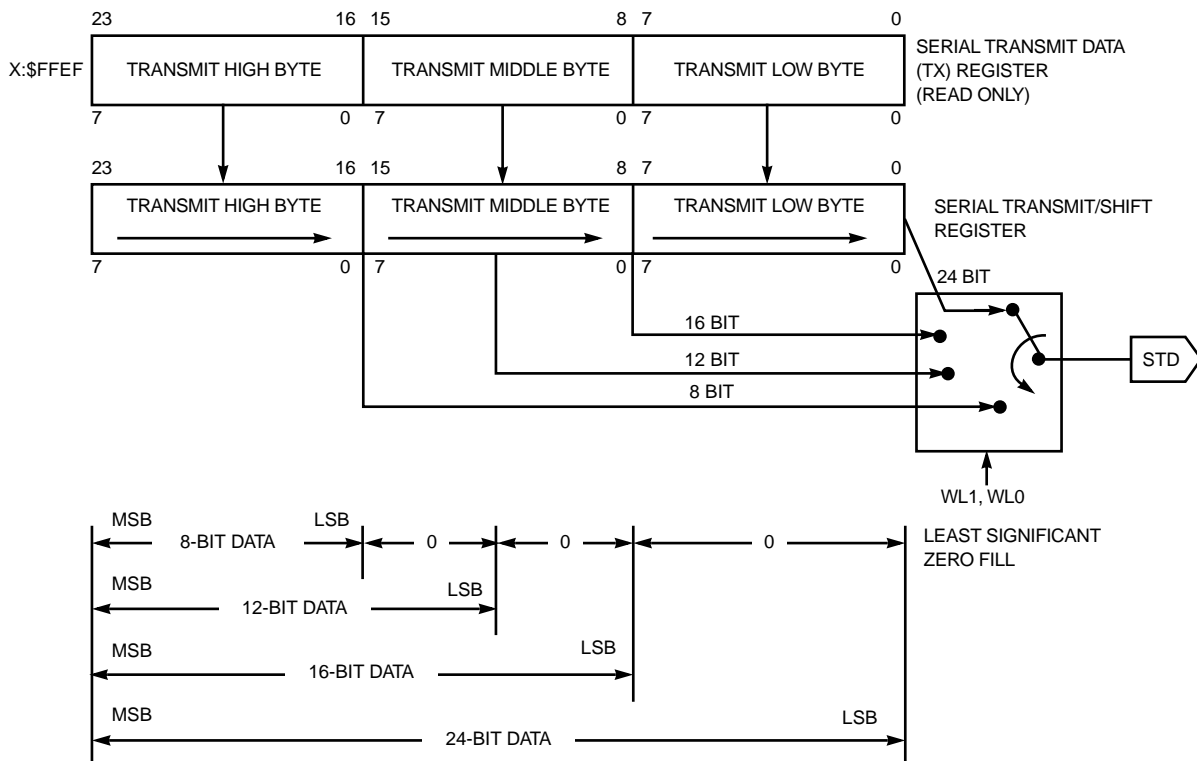 23 16 15 8 7 0
X:$FFEF TRANSMIT HIGH BYTE TRANSMIT MIDDLE BYTE TRANSMIT LOW BYTE
SERIAL TRANSMIT DATA
(TX) REGISTER
(READ ONLY)
7 0 7 0 7 0
23 16 15 8 7 0
TRANSMIT HIGH BYTE TRANSMIT MIDDLE BYTE TRANSMIT LOW BYTE
SERIAL TRANSMIT/SHIFT
REGISTER
7 0 7 0 7 0
24 BIT
16 BIT
12 BIT
8 BIT
STD
WL1, WL0
MSB LSB
8-BIT DATA 0 0 0
LEAST SIGNIFICANT
ZERO FILL
MSB LSB
12-BIT DATA
MSB LSB
16-BIT DATA
MSB LSB
24-BIT DATA